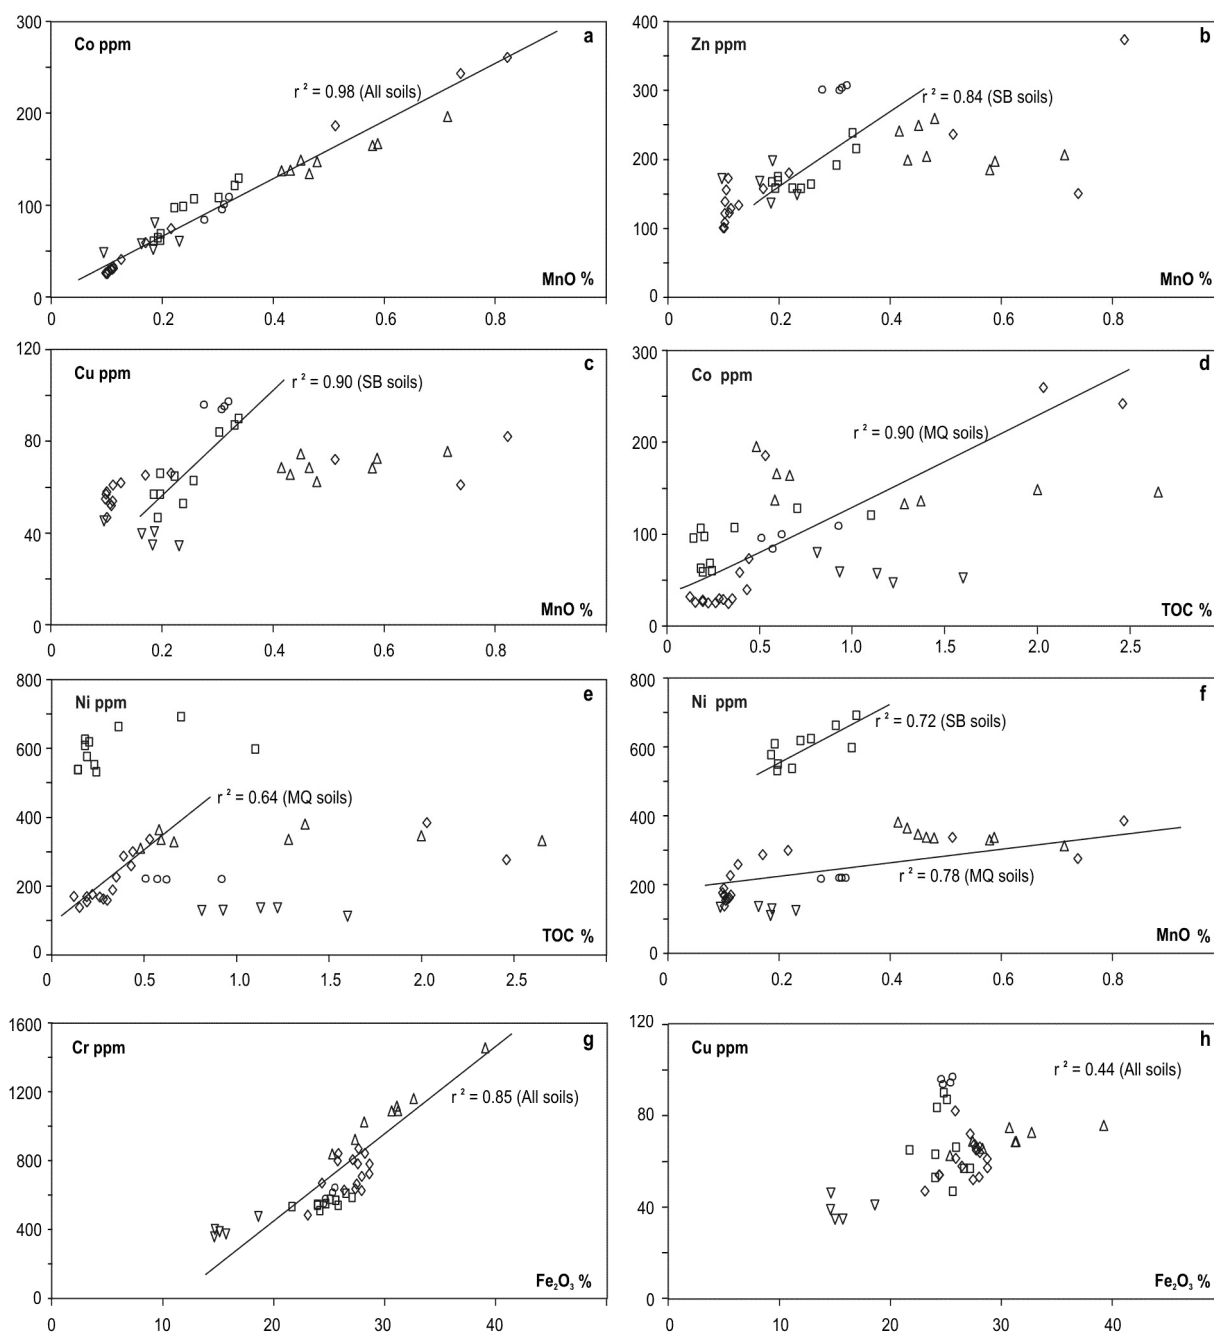 300
Co ppm
a
r² = 0.98 (All soils)
200
100
MnO %
0
0 0.2 0.4 0.6 0.8
400
Zn ppm
b
300
r² = 0.84 (SB soils)
200
100
MnO %
0
0 0.2 0.4 0.6 0.8
120
Cu ppm
c
r² = 0.90 (SB soils)
80
40
MnO %
0
0 0.2 0.4 0.6 0.8
300
Co ppm
d
r² = 0.90 (MQ soils)
200
100
TOC %
0
0 0.5 1.0 1.5 2.0 2.5
800
Ni ppm
e
600
r² = 0.64 (MQ soils)
400
200
TOC %
0
0 0.5 1.0 1.5 2.0 2.5
800
Ni ppm
f
r² = 0.72 (SB soils)
600
400
r² = 0.78 (MQ soils)
200
MnO %
0
0 0.2 0.4 0.6 0.8
1600
Cr ppm
g
1200
r² = 0.85 (All soils)
800
400
Fe₂O₃ %
0
0 10 20 30 40
120
Cu ppm
h
r² = 0.44 (All soils)
80
40
Fe₂O₃ %
0
0 10 20 30 40